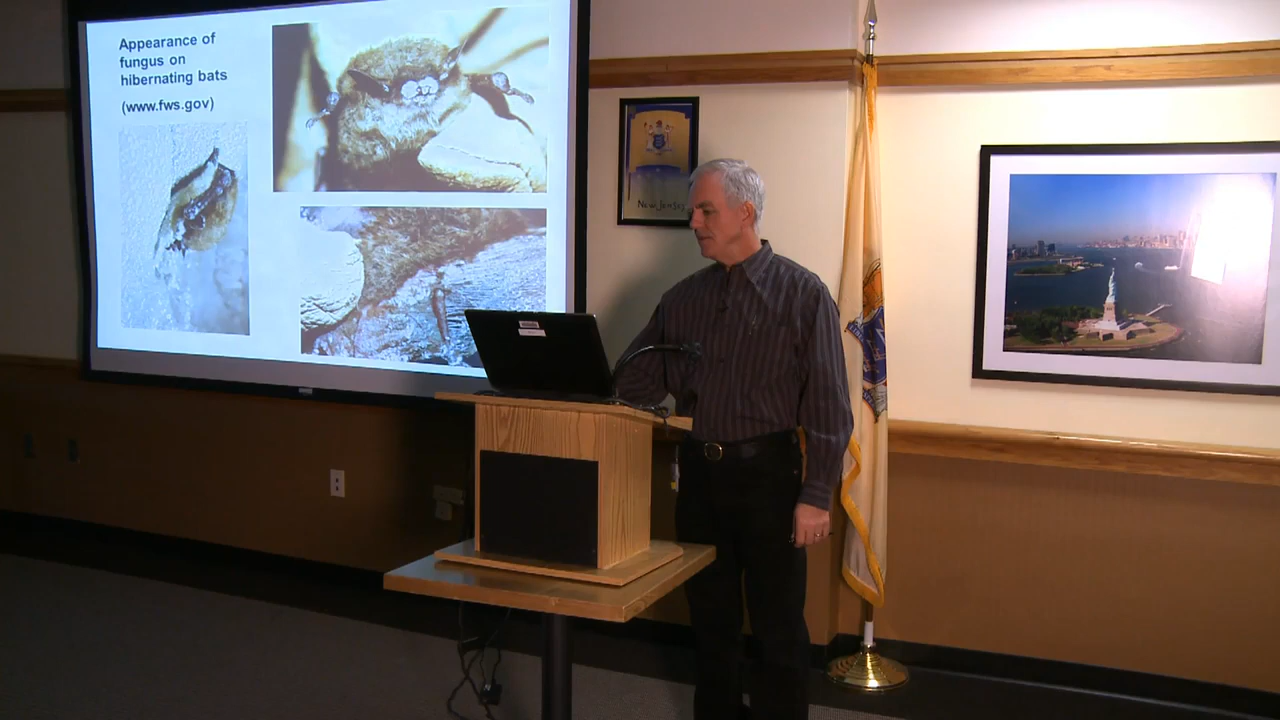 Appearance of
fungus on
hibernating bats
(www.fws.gov)
New Jersey